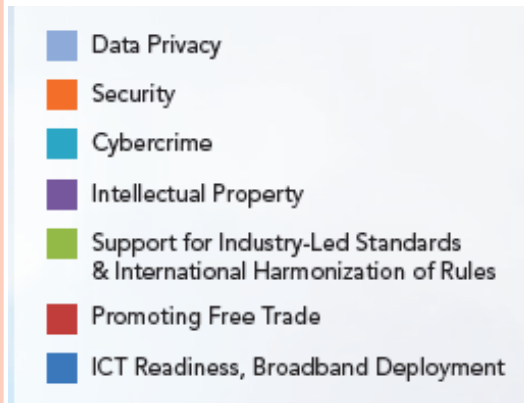 Data Privacy
Security
Cybercrime
Intellectual Property
Support for Industry-Led Standards
& International Harmonization of Rules
Promoting Free Trade
ICT Readiness, Broadband Deployment